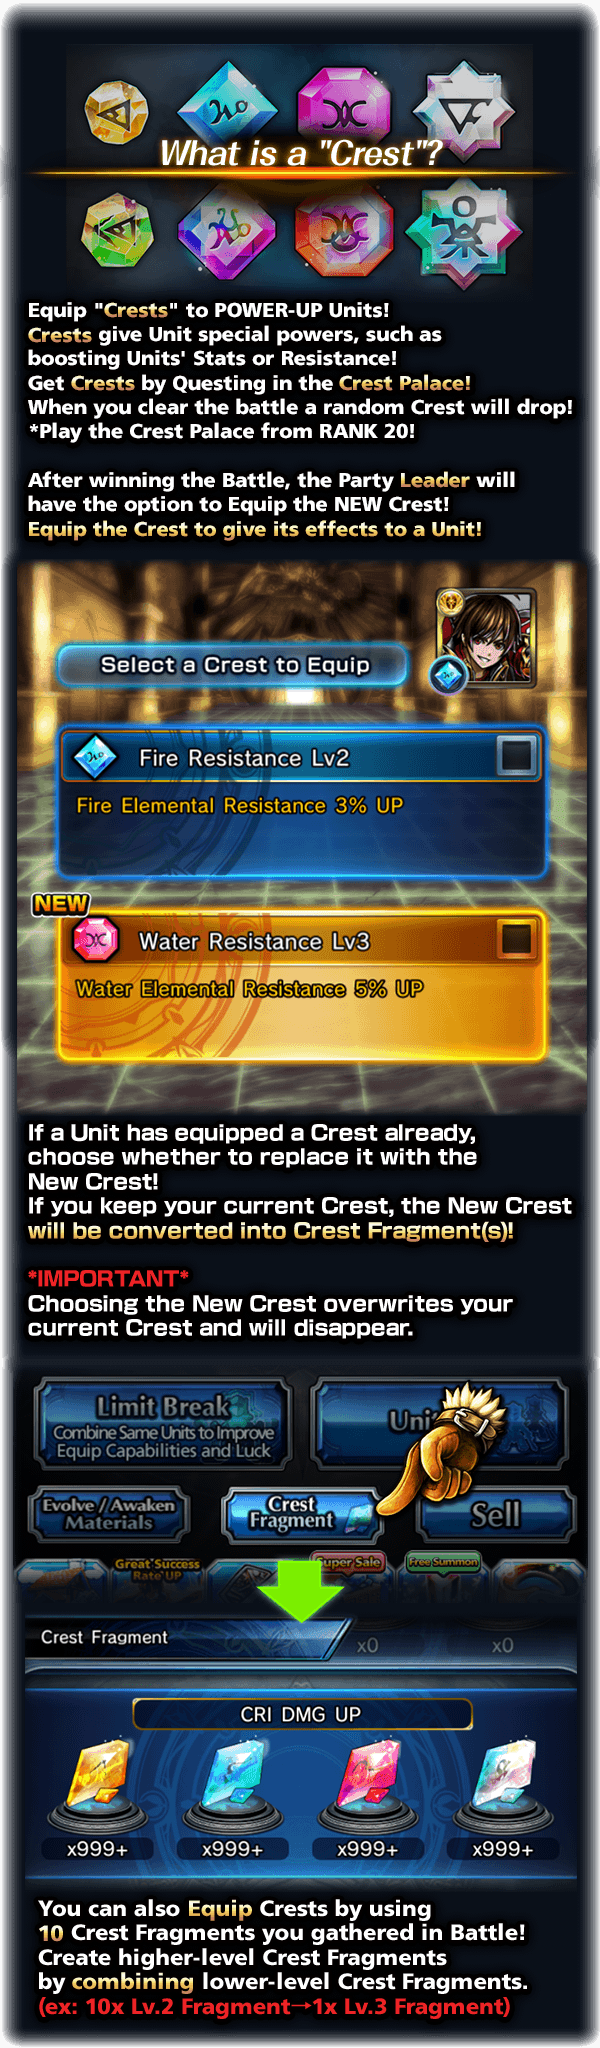 What is a "Crest"?
Equip "Crests" to POWER-UP Units!
Crests give Unit special powers, such as
boosting Units' Stats or Resistance!
Get Crests by Questing in the Crest Palace!
When you clear the battle a random Crest will drop!
*Play the Crest Palace from RANK 20!
After winning the Battle, the Party Leader will
have the option to Equip the NEW Crest!
Equip the Crest to give its effects to a Unit!
Select a Crest to Equip
Fire Resistance Lv2
Fire Elemental Resistance 3% UP
NEW
Water Resistance Lv3
Water Elemental Resistance 5% UP
If a Unit has equipped a Crest already,
choose whether to replace it with the
New Crest!
If you keep your current Crest, the New Crest
will be converted into Crest Fragment(s)!
*IMPORTANT*
Choosing the New Crest overwrites your
current Crest and will disappear.
Limit Break
Combine Same Units to Improve
Equip Capabilities and Luck
Evolve / Awaken
Materials
Crest
Fragment
Sell
Great Success
Rate UP
Super Sale
Free Summon
Crest Fragment
x0
x0
CRI DMG UP
x999+
x999+
x999+
x999+
You can also Equip Crests by using
10 Crest Fragments you gathered in Battle!
Create higher-level Crest Fragments
by combining lower-level Crest Fragments.
(ex: 10x Lv.2 Fragment→1x Lv.3 Fragment)